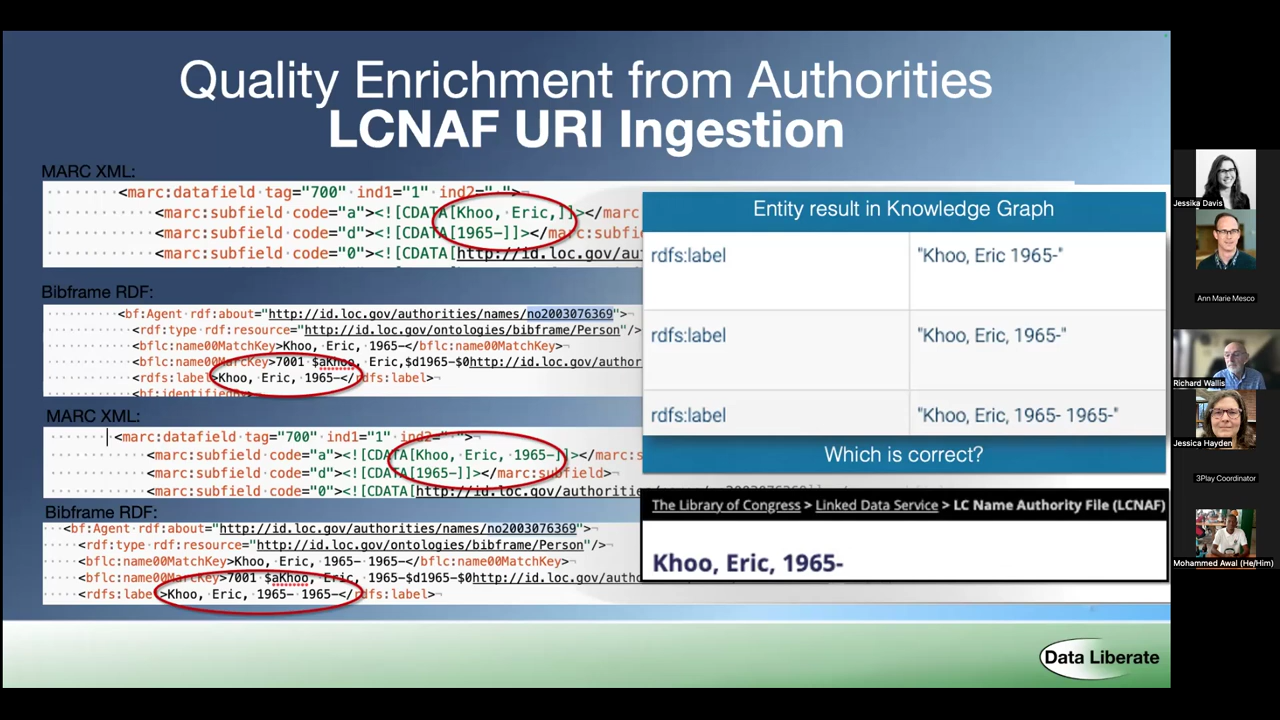 Quality Enrichment from Authorities
LCNAF URI Ingestion
MARC XML:
<marc:datafield tag="700" ind1="1" ind2=" ">
<marc:subfield code="a"><![CDATA[Khoo, Eric,]]></marc
<marc:subfield code="d"><![CDATA[1965-]]></marc:subfi
<marc:subfield code="0"><![CDATA[http://id.loc.gov/au
Bibframe RDF:
<bf:Agent rdf:about="http://id.loc.gov/authorities/names/no2003076369">
<rdf:type rdf:resource="http://id.loc.gov/ontologies/bibframe/Person"/>
<bflc:name00MatchKey>Khoo, Eric, 1965-</bflc:name00MatchKey>
<bflc:name00MarcKey>7001 $aKhoo, Eric,$d1965-$0http://id.loc.gov/author
<rdfs:label>Khoo, Eric, 1965-</rdfs:label>
<bf:identifiedBy>
MARC XML:
<marc:datafield tag="700" ind1="1" ind2=" ">
<marc:subfield code="a"><![CDATA[Khoo, Eric, 1965-]]></marc:s
<marc:subfield code="d"><![CDATA[1965-]]></marc:subfield>
<marc:subfield code="0"><![CDATA[http://id.loc.gov/authorities
Bibframe RDF:
<bf:Agent rdf:about="http://id.loc.gov/authorities/names/no2003076369">
<rdf:type rdf:resource="http://id.loc.gov/ontologies/bibframe/Person"/>
<bflc:name00MatchKey>Khoo, Eric, 1965- 1965-</bflc:name00MatchKey>
<bflc:name00MarcKey>7001 $aKhoo, Eric, 1965-$d1965-$0http://id.loc.gov/au
<rdfs:label>Khoo, Eric, 1965- 1965-</rdfs:label>
Entity result in Knowledge Graph
rdfs:label "Khoo, Eric 1965-"
rdfs:label "Khoo, Eric, 1965-"
rdfs:label "Khoo, Eric, 1965- 1965-"
Which is correct?
The Library of Congress > Linked Data Service > LC Name Authority File (LCNAF)
Khoo, Eric, 1965-
Data Liberate
Jessika Davis
Ann Marie Mesco
Richard Wallis
Jessica Hayden
3Play Coordinator
Mohammed Awal (He/Him)